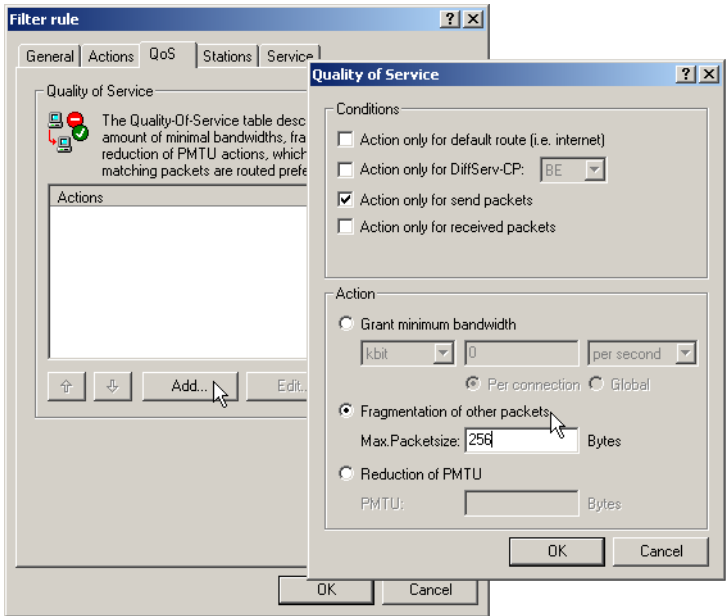 Filter rule
General
Actions
QoS
Stations
Service
Quality of Service
The Quality-Of-Service table desc
amount of minimal bandwidths, fra
reduction of PMTU actions, which
matching packets are routed prefe
Actions
Add...
Edit..
OK
Cancel
Quality of Service
Conditions
Action only for default route (i.e. internet)
Action only for DiffServ-CP:
BE
Action only for send packets
Action only for received packets
Action
Grant minimum bandwidth
kbit
0
per second
Per connection
Global
Fragmentation of other packets
Max.Packetsize:
256
Bytes
Reduction of PMTU
PMTU:
Bytes
OK
Cancel